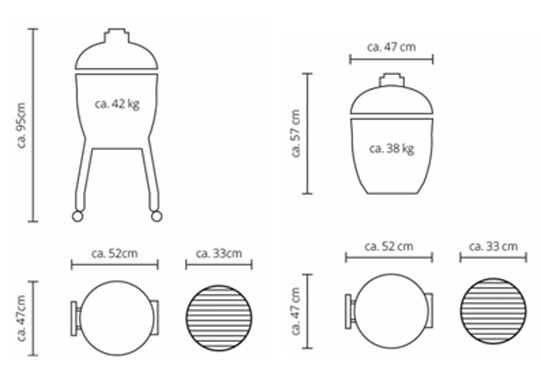 ca. 95cm
ca. 42 kg
ca. 52cm
ca. 33cm
ca. 47cm
ca. 47 cm
ca. 57 cm
ca. 38 kg
ca. 52 cm
ca. 33 cm
ca. 47 cm